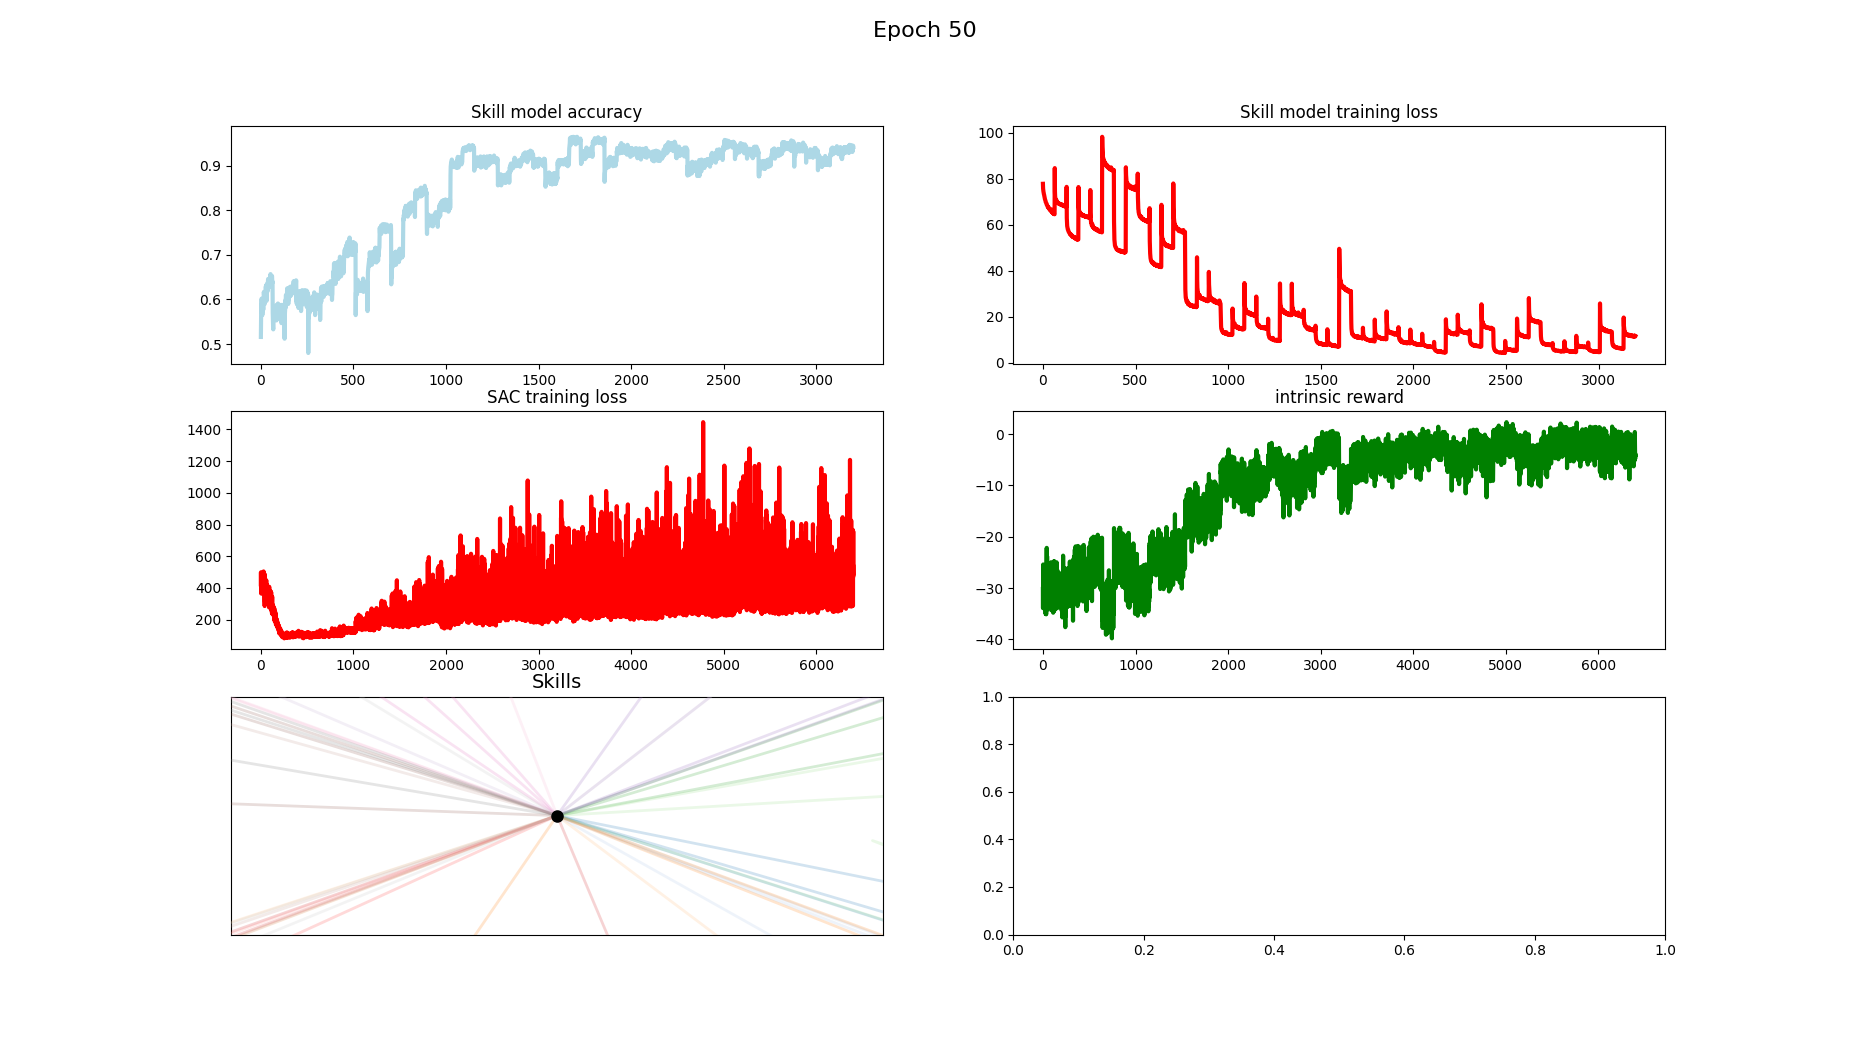 Epoch 50
Skill model accuracy
0.9
0.8
0.7
0.6
0.5
0 500 1000 1500 2000 2500 3000
Skill model training loss
100
80
60
40
20
0
0 500 1000 1500 2000 2500 3000
SAC training loss
1400
1200
1000
800
600
400
200
0 1000 2000 3000 4000 5000 6000
intrinsic reward
0
−10
−20
−30
−40
0 1000 2000 3000 4000 5000 6000
Skills
1.0
0.8
0.6
0.4
0.2
0.0
0.0 0.2 0.4 0.6 0.8 1.0